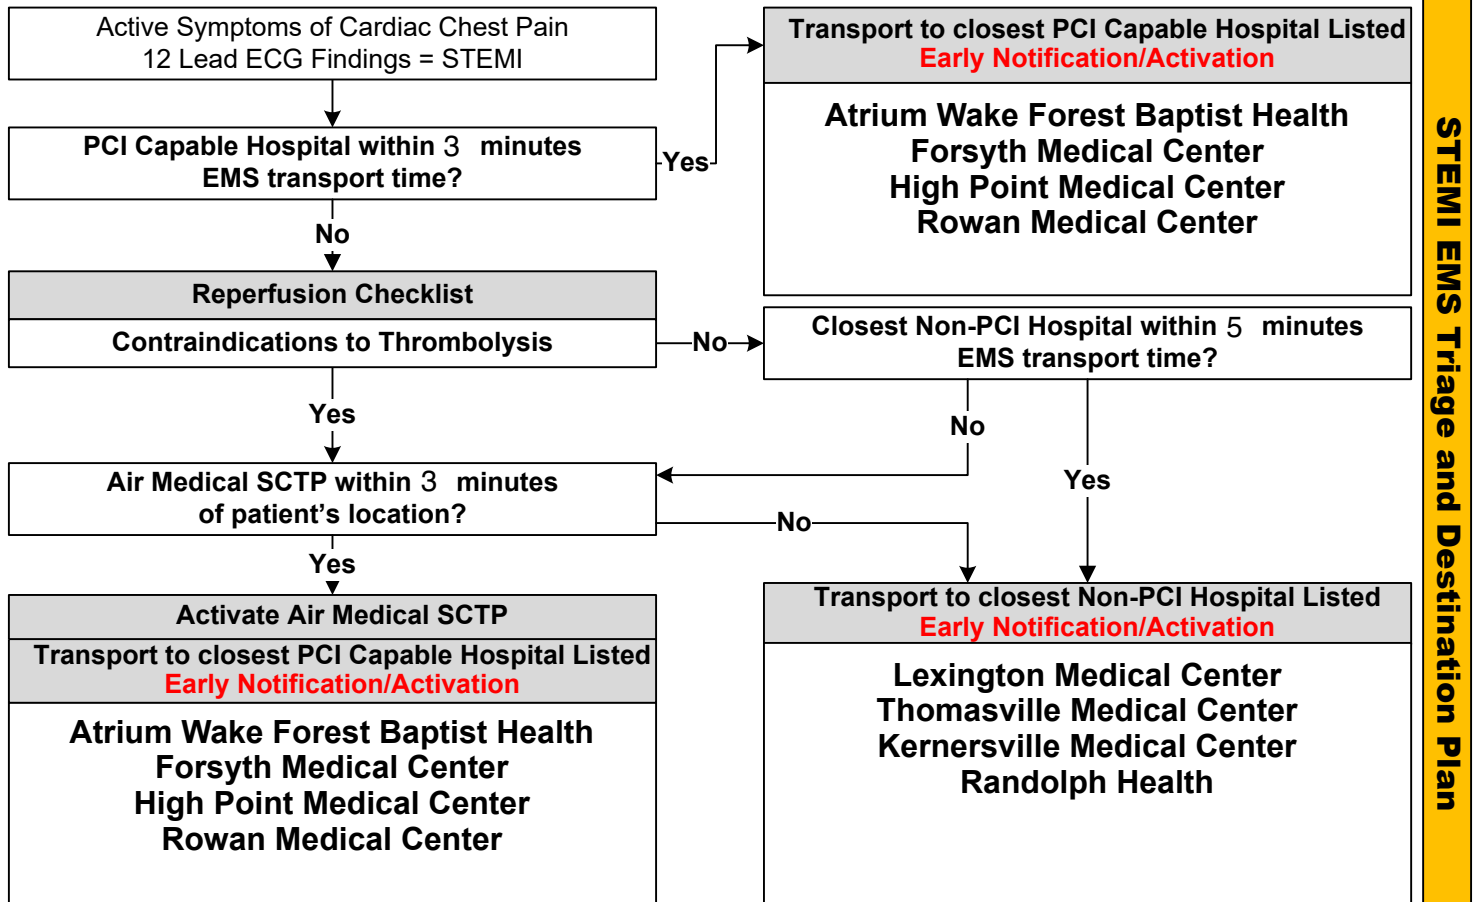 Active Symptoms of Cardiac Chest Pain
12 Lead ECG Findings = STEMI
PCI Capable Hospital within 3 minutes
EMS transport time?
Yes
Transport to closest PCI Capable Hospital Listed
Early Notification/Activation
Atrium Wake Forest Baptist Health
Forsyth Medical Center
High Point Medical Center
Rowan Medical Center
No
Reperfusion Checklist
Contraindications to Thrombolysis
No
Closest Non-PCI Hospital within 5 minutes
EMS transport time?
Yes
No
Yes
Air Medical SCTP within 3 minutes
of patient's location?
No
Yes
Activate Air Medical SCTP
Transport to closest PCI Capable Hospital Listed
Early Notification/Activation
Atrium Wake Forest Baptist Health
Forsyth Medical Center
High Point Medical Center
Rowan Medical Center
Transport to closest Non-PCI Hospital Listed
Early Notification/Activation
Lexington Medical Center
Thomasville Medical Center
Kernersville Medical Center
Randolph Health
STEMI EMS Triage and Destination Plan